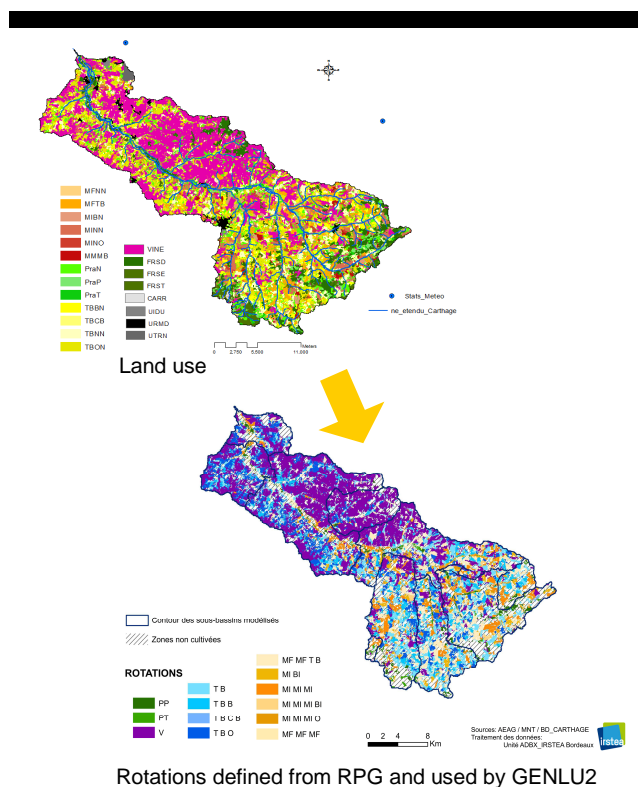 MFNN
MFTB
MIBN
MINN
MINO
MMMB
PraN
PraP
PraT
TBBN
TBCB
TBNN
TBON
VINE
FRSD
FRSE
FRST
CARR
UIDU
URMD
UTRN
Stats_Meteo
ne_etendu_Carthage
Meters
0 2,750 5,500 11,000
Land use
Contour des sous-bassins modélisés
Zones non cultivées
ROTATIONS
PP
PT
V
T B
T B B
T B C B
T B O
MF MF T B
MI BI
MI MI MI
MI MI MI BI
MI MI MI O
MF MF MF
0 2 4 8
Km
Sources: AEAG / MNT / BD_CARTHAGE
Traitement des données:
Unité ADBX_IRSTEA Bordeaux
irstea
Rotations defined from RPG and used by GENLU2